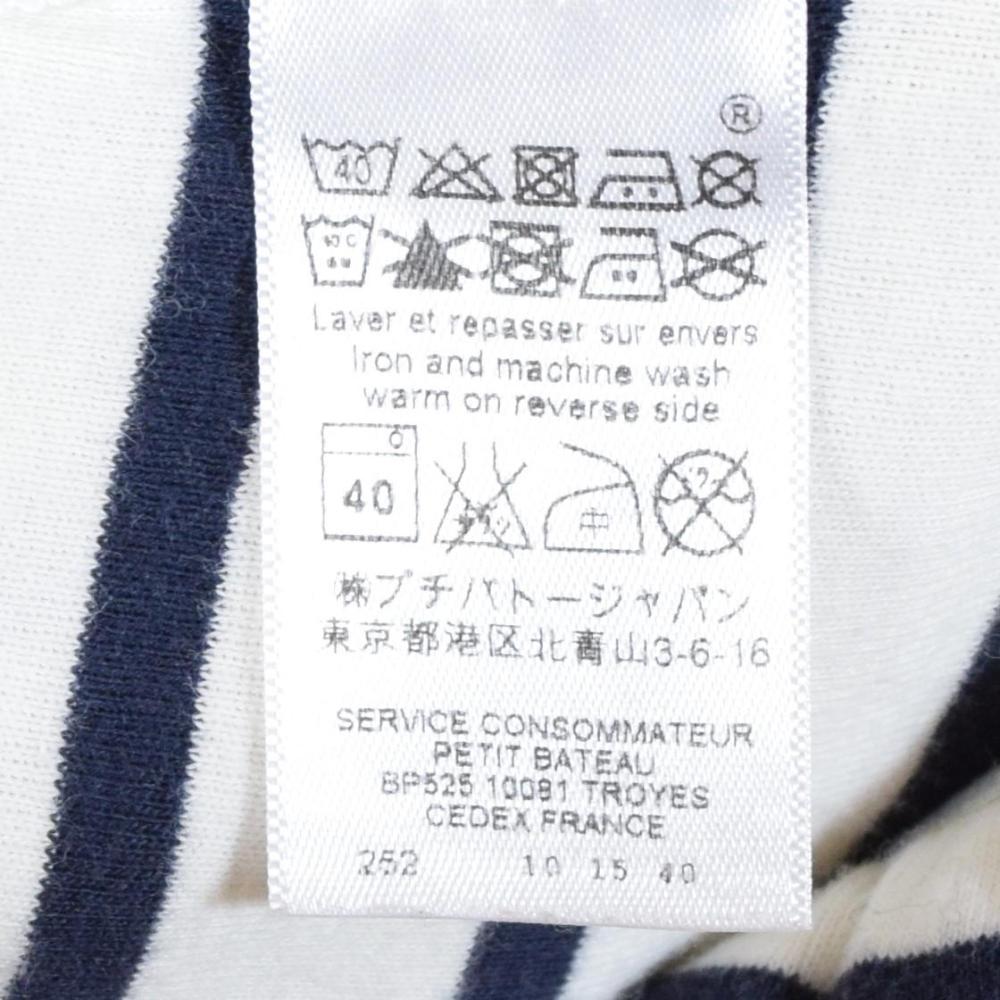 ®
40
40 C
Laver et repasser sur envers
Iron and machine wash
warm on reverse side
40 中
㈱プチバトージャパン
東京都港区北青山3-6-16
SERVICE CONSOMMATEUR
PETIT BATEAU
BP525 10081 TROYES
CEDEX FRANCE
252 10 15 40